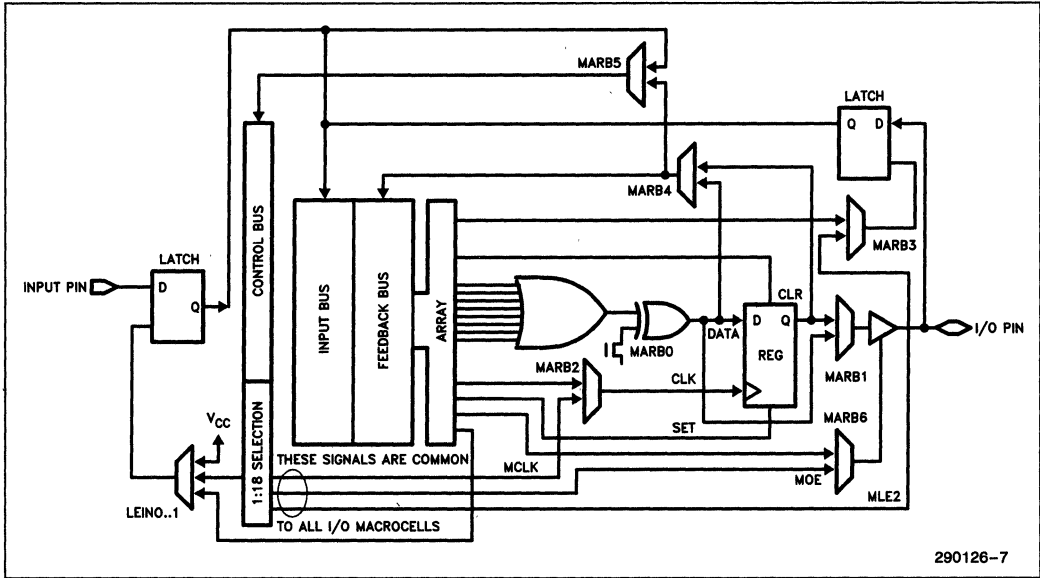 MARB5
LATCH
Q D
MARB4
MARB3
CONTROL BUS
LATCH
INPUT PIN
D
Q
INPUT BUS
FEEDBACK BUS
ARRAY
CLR
D Q
REG
DATA
MARB0
MARB1
I/O PIN
MARB2
CLK
SET
MARB6
VCC
1:18 SELECTION
THESE SIGNALS ARE COMMON
MCLK
MOE
MLE2
LEIN0..1
TO ALL I/O MACROCELLS
290126-7